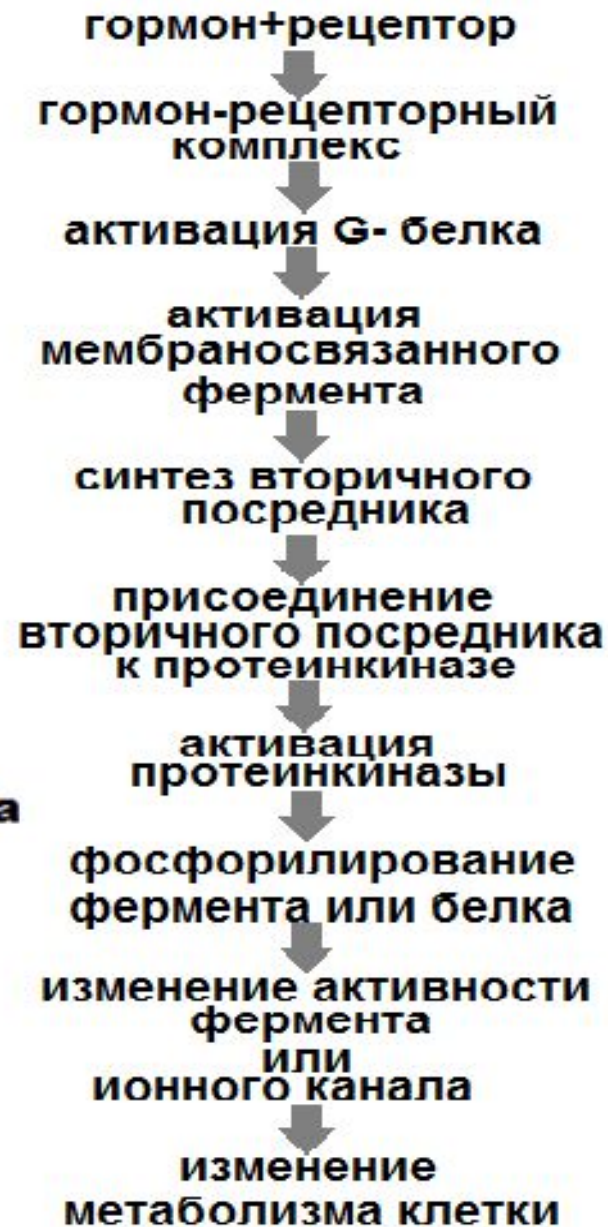 гормон+рецептор
гормон-рецепторный
комплекс
активация G- белка
активация
мембраносвязанного
фермента
синтез вторичного
посредника
присоединение
вторичного посредника
к протеинкиназе
активация
протеинкиназы
а
фосфорилирование
фермента или белка
изменение активности
фермента
или
ионного канала
изменение
метаболизма клетки